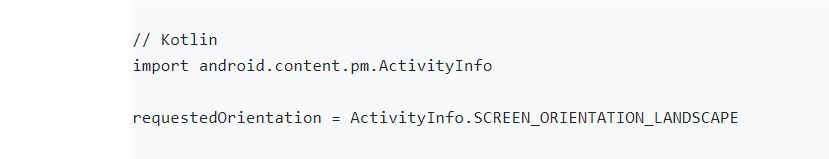 // Kotlin
import android.content.pm.ActivityInfo
requestedOrientation = ActivityInfo.SCREEN_ORIENTATION_LANDSCAPE